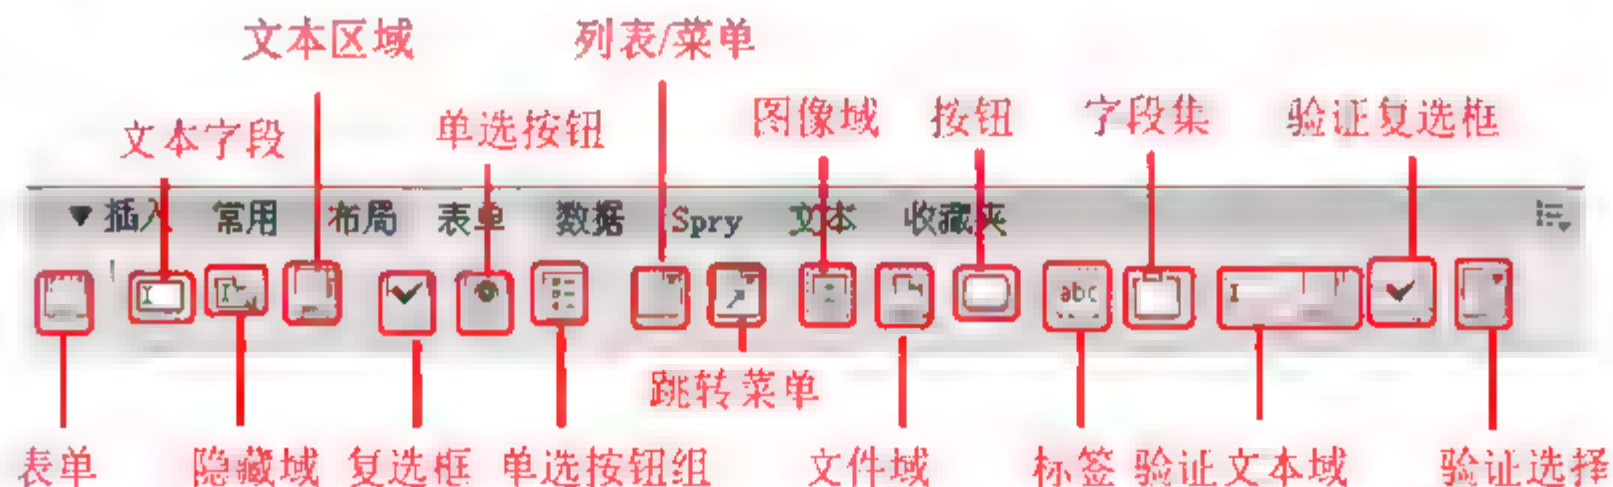 文本区域 列表/菜单
文本字段 单选按钮 图像域 按钮 字段集 验证复选框
插入 常用 布局 表单 数据 Spry 文本 收藏夹
abc
跳转菜单
表单 隐藏域 复选框 单选按钮组 文件域 标签 验证文本域 验证选择